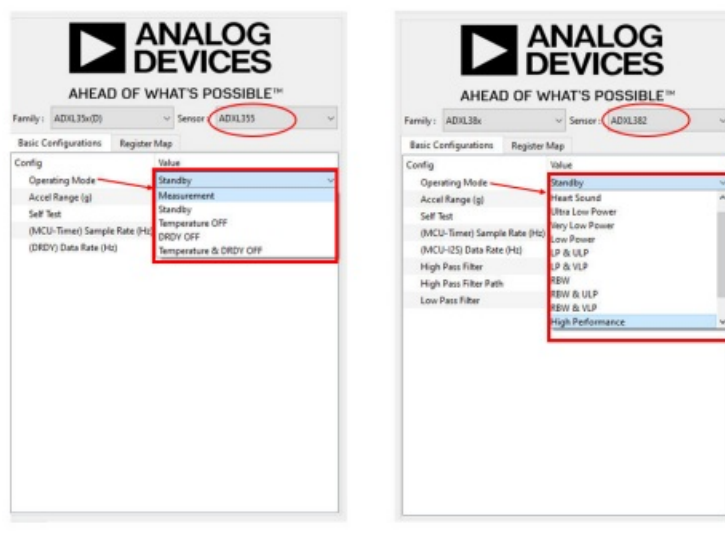 ANALOG
DEVICES
AHEAD OF WHAT'S POSSIBLE™
Family : ADXL35x(D) Sensor : ADXL355
Basic Configurations Register Map
Config Value
Operating Mode Standby
Accel Range (g) Measurement
Self Test Standby
(MCU-Timer) Sample Rate (Hz) Temperature OFF
(DRDY) Data Rate (Hz) DRDY OFF
Temperature & DRDY OFF
ANALOG
DEVICES
AHEAD OF WHAT'S POSSIBLE™
Family : ADXL38x Sensor : ADXL382
Basic Configurations Register Map
Config Value
Operating Mode Standby
Accel Range (g) Heart Sound
Self Test Ultra Low Power
Very Low Power
(MCU-Timer) Sample Rate (Hz) Low Power
(MCU-I2S) Data Rate (Hz) LP & ULP
High Pass Filter LP & VLP
High Pass Filter Path RBW
Low Pass Filter RBW & ULP
RBW & VLP
High Performance